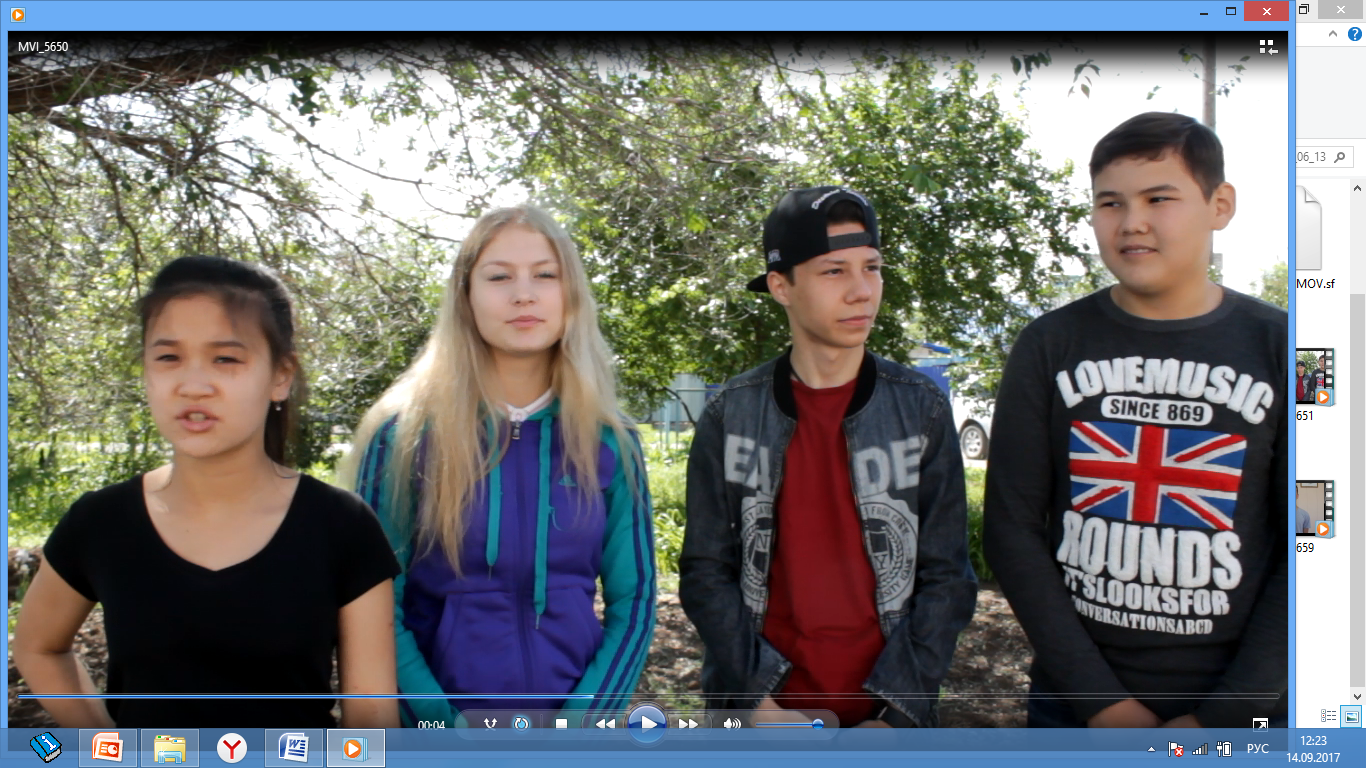 MVI_5650
06_13
MOV.sf
651
659
LOVEMUSIC
SINCE 869
ROUNDS
IT'SLOOKSFOR
CONVERSATIONSABCD
00:04
РУС
12:23
14.09.2017